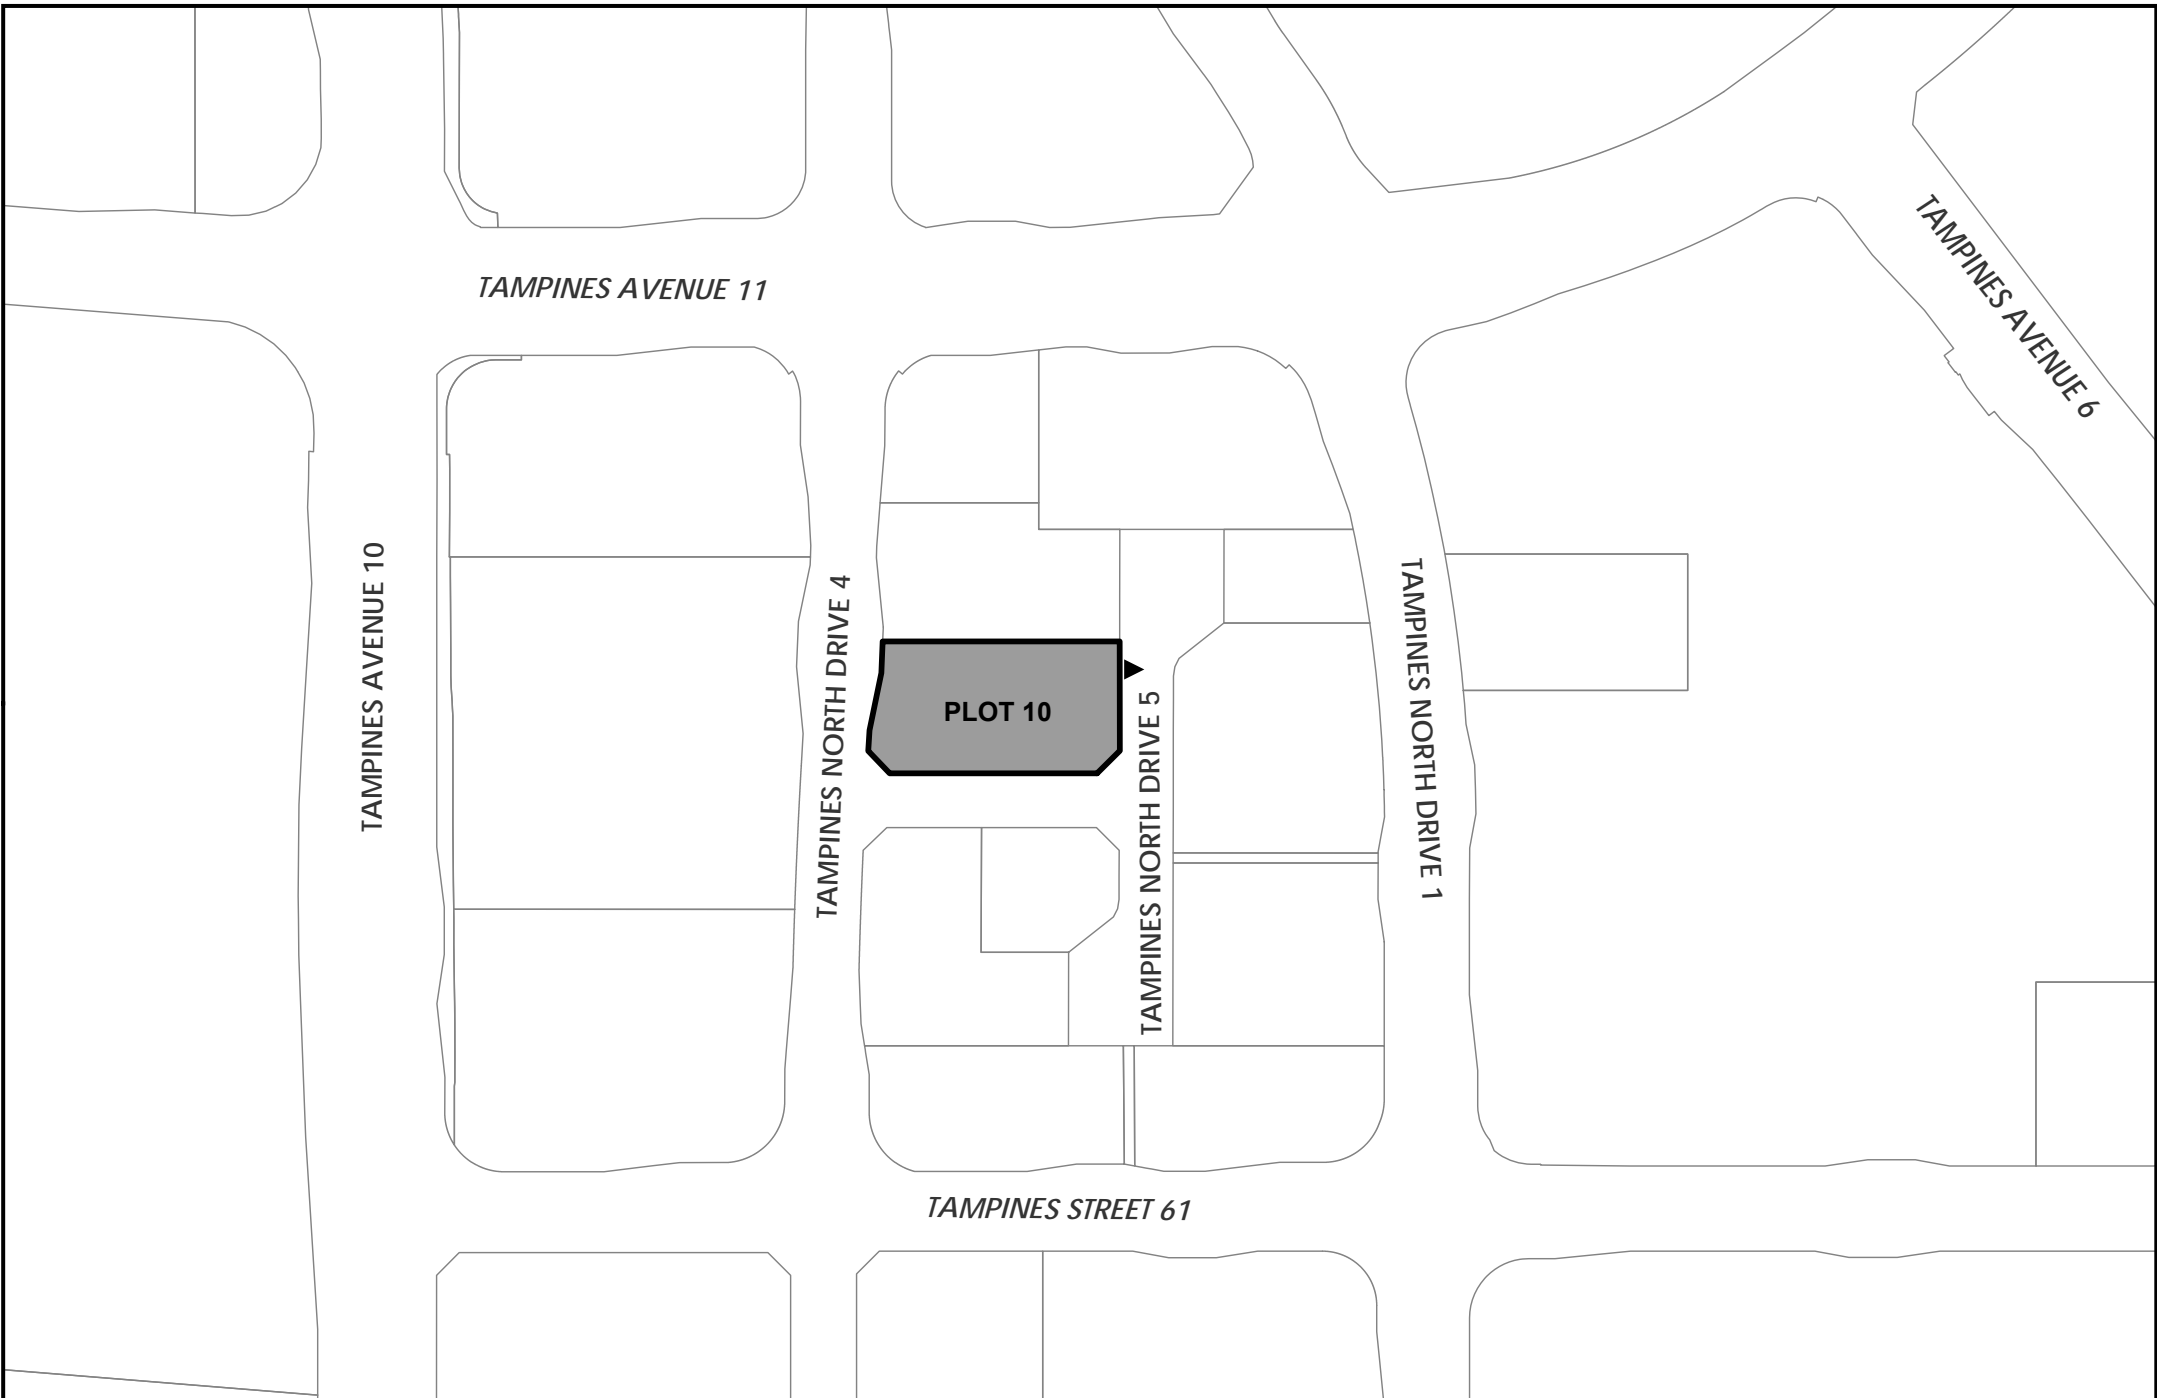 TAMPINES AVENUE 11
TAMPINES AVENUE 6
TAMPINES AVENUE 10
TAMPINES NORTH DRIVE 4
PLOT 10
TAMPINES NORTH DRIVE 5
TAMPINES NORTH DRIVE 1
TAMPINES STREET 61